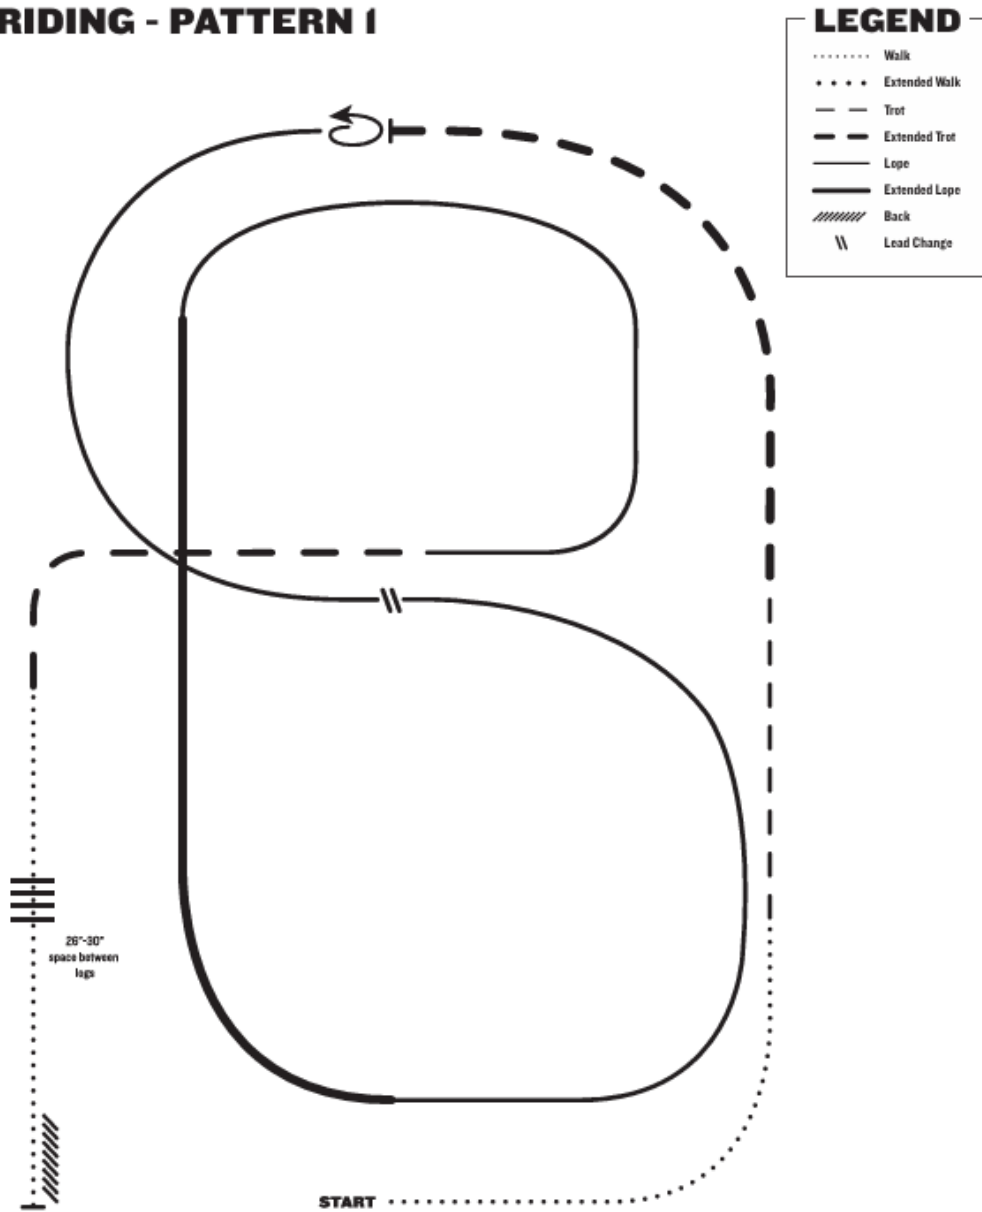 RIDING - PATTERN 1
LEGEND
Walk
Extended Walk
Trot
Extended Trot
Lope
Extended Lope
Back
Lead Change
26"-30"
space between
logs
START